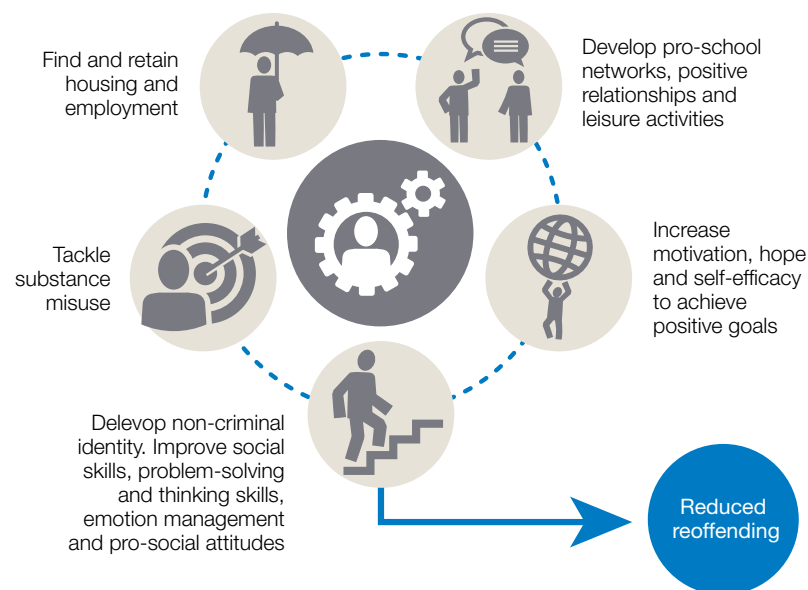 Find and retain
housing and
employment
Develop pro-school
networks, positive
relationships and
leisure activities
Tackle
substance
misuse
Increase
motivation, hope
and self-efficacy
to achieve
positive goals
Delevop non-criminal
identity. Improve social
skills, problem-solving
and thinking skills,
emotion management
and pro-social attitudes
Reduced
reoffending